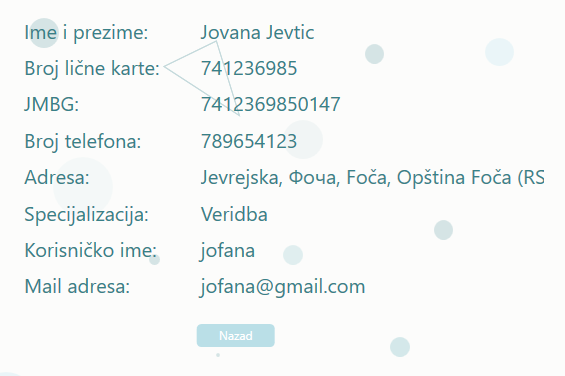 Ime i prezime: Jovana Jevtic
Broj lične karte: 741236985
JMBG: 7412369850147
Broj telefona: 789654123
Adresa: Jevrejska, Фоча, Foča, Opština Foča (RS
Specijalizacija: Veridba
Korisničko ime: jofana
Mail adresa: jofana@gmail.com
Nazad